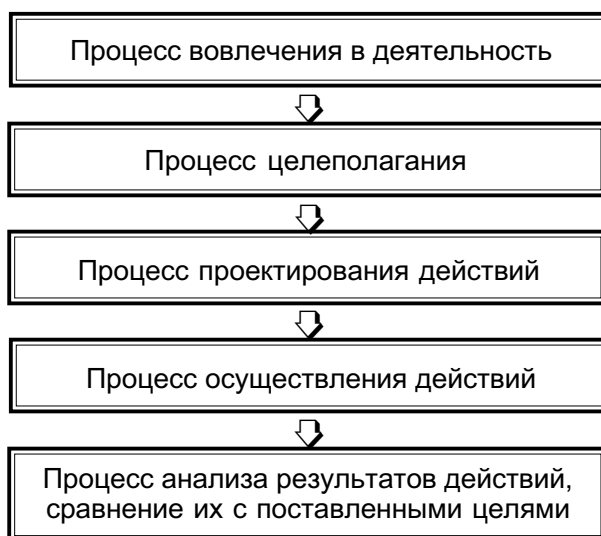 Процесс вовлечения в деятельность
Процесс целеполагания
Процесс проектирования действий
Процесс осуществления действий
Процесс анализа результатов действий,
сравнение их с поставленными целями